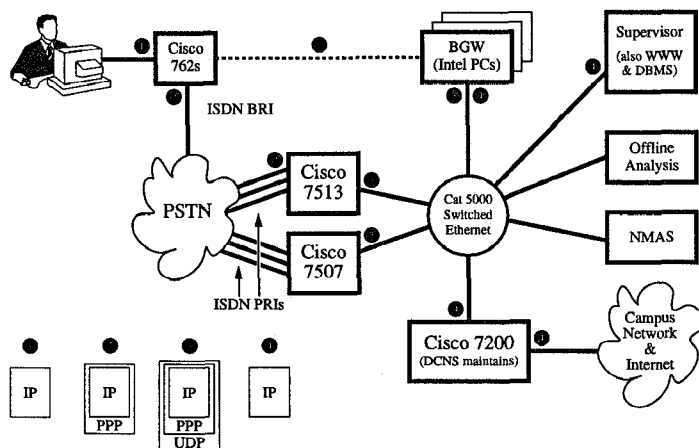 Cisco
762s
BGW
(Intel PCs)
Supervisor
(also WWW
& DBMS)
ISDN BRI
PSTN
Cisco
7513
Cisco
7507
ISDN PRIs
Cat 5000
Switched
Ethernet
Offline
Analysis
NMAS
Cisco 7200
(DCNS maintains)
Campus
Network
&
Internet
IP
IP
PPP
IP
PPP
UDP
IP